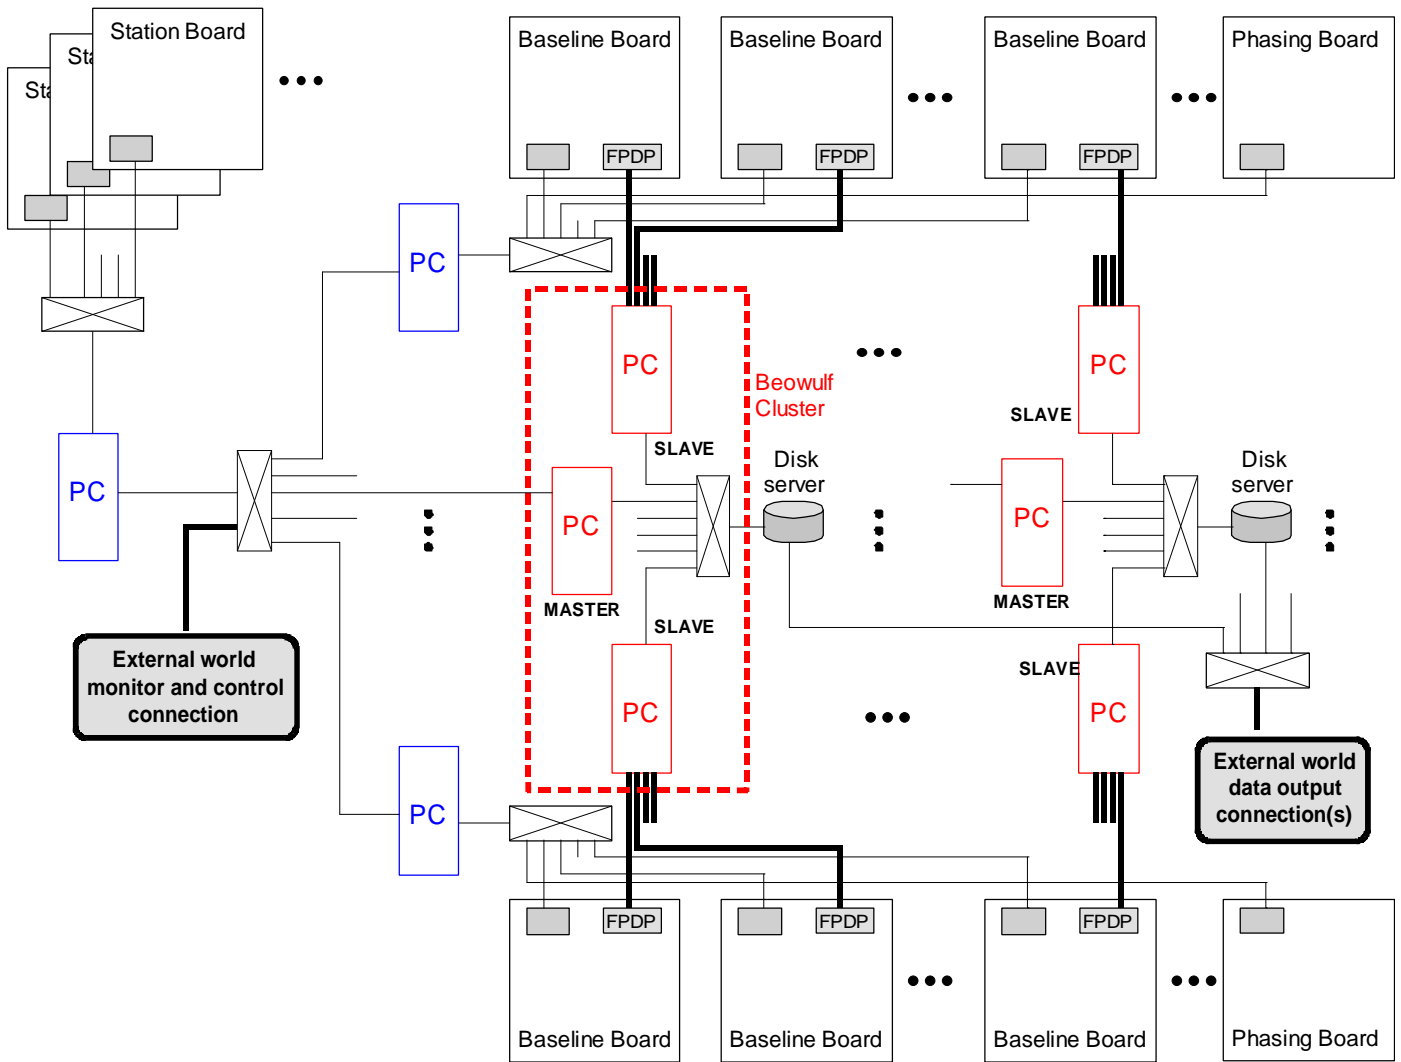 Station Board
Sta
Sta
Baseline Board
Baseline Board
Baseline Board
Phasing Board
FPDP
FPDP
FPDP
PC
PC
PC
Beowulf
Cluster
SLAVE
SLAVE
Disk
server
Disk
server
PC
PC
PC
MASTER
MASTER
SLAVE
SLAVE
External world
monitor and control
connection
PC
PC
External world
data output
connection(s)
PC
FPDP
FPDP
FPDP
Baseline Board
Baseline Board
Baseline Board
Phasing Board